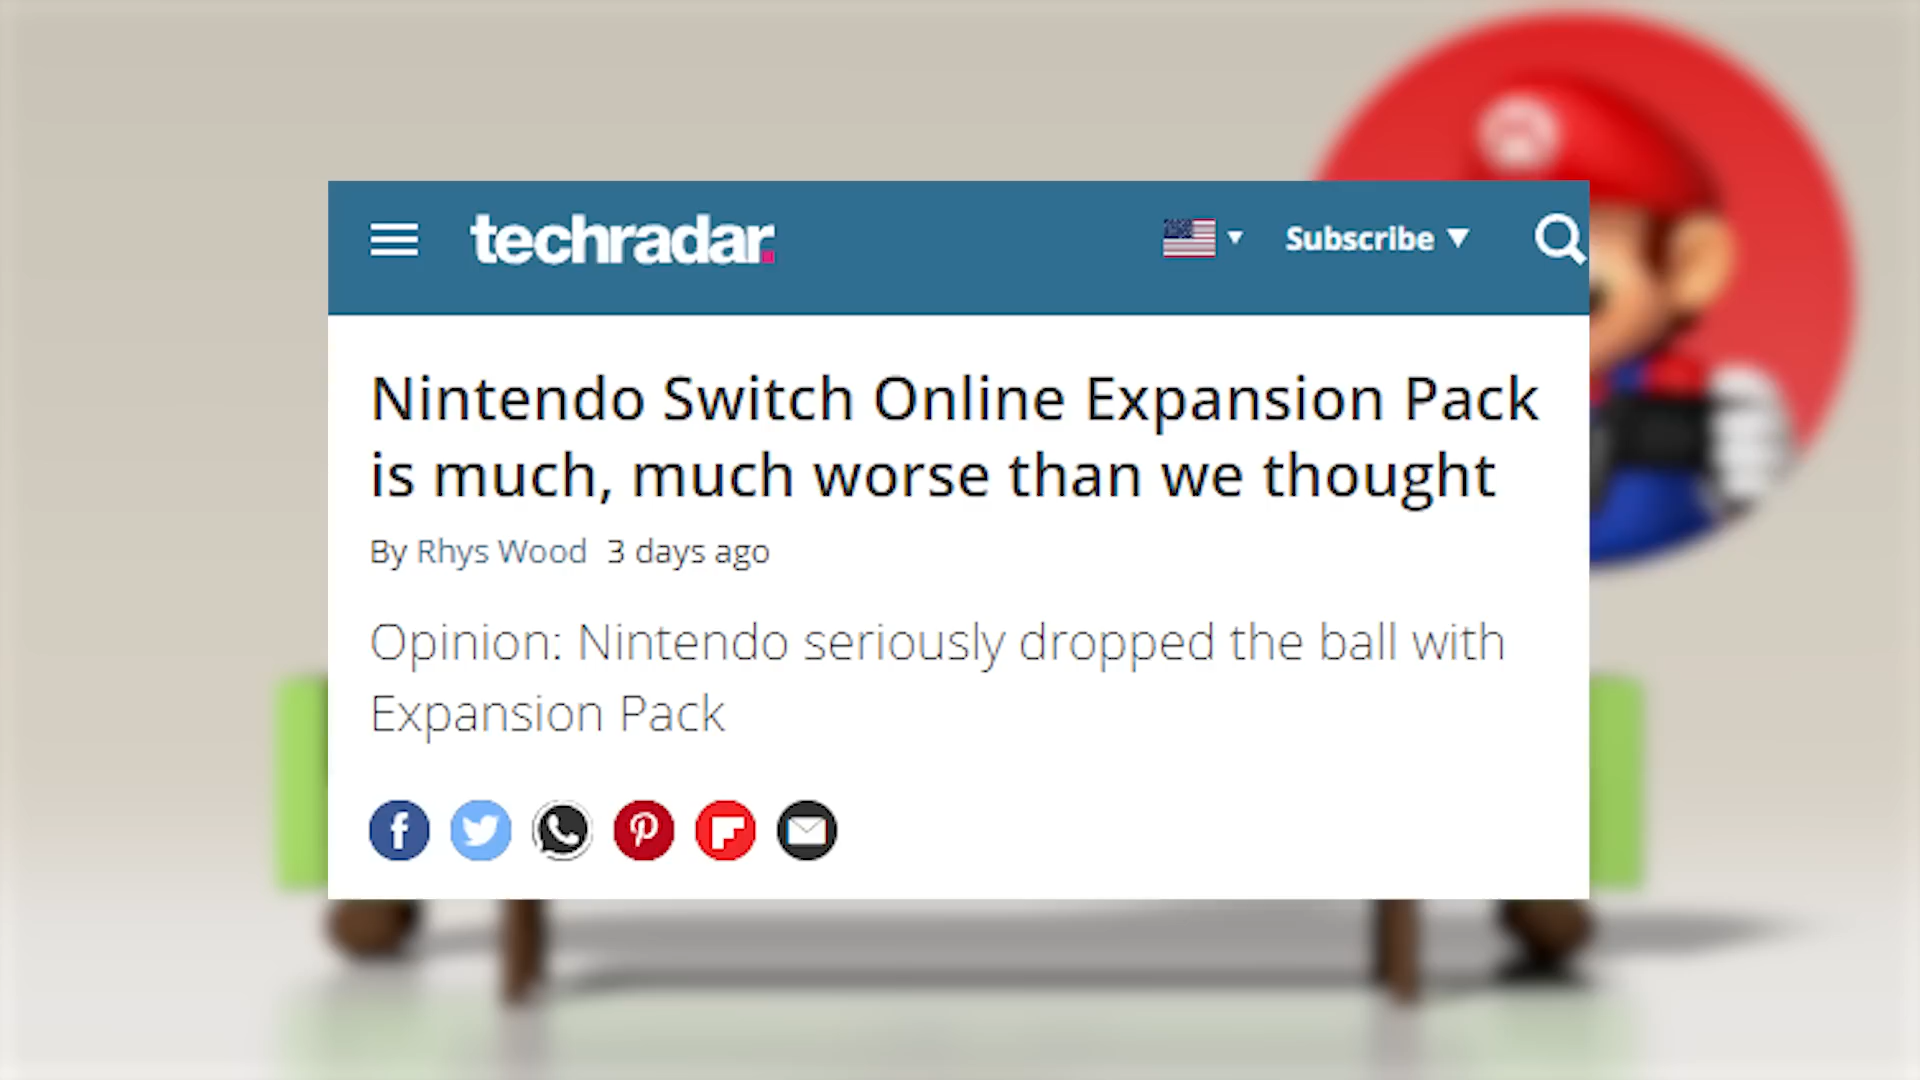 techradar.
Subscribe
Nintendo Switch Online Expansion Pack
is much, much worse than we thought
By Rhys Wood 3 days ago
Opinion: Nintendo seriously dropped the ball with
Expansion Pack